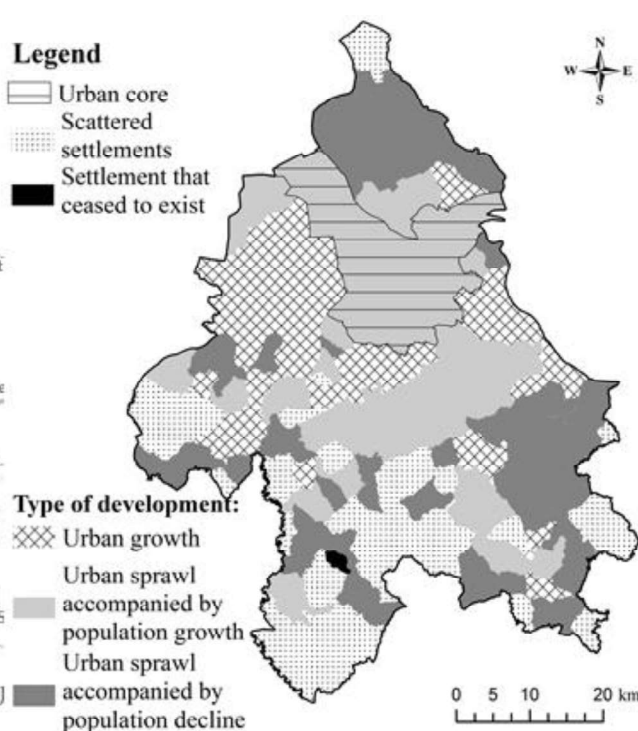 Legend
Urban core
Scattered
settlements
Settlement that
ceased to exist
N
W E
S
Type of development:
Urban growth
Urban sprawl
accompanied by
population growth
Urban sprawl
accompanied by
population decline
0 5 10 20 km